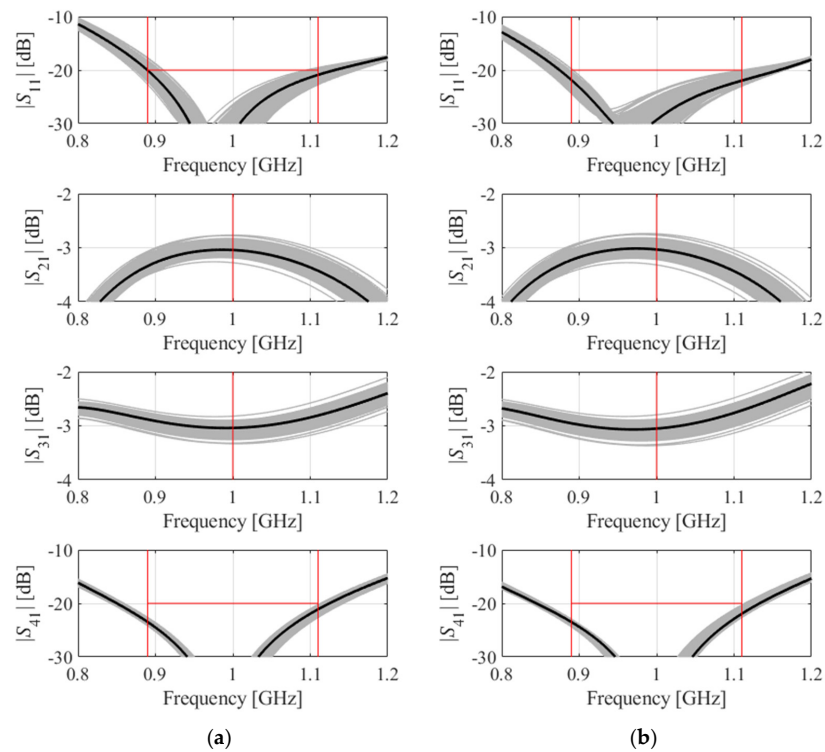 |S11| [dB]
-10
-20
-30
0.8 0.9 1 1.1 1.2
Frequency [GHz]
|S11| [dB]
-10
-20
-30
0.8 0.9 1 1.1 1.2
Frequency [GHz]
|S21| [dB]
-2
-3
-4
0.8 0.9 1 1.1 1.2
Frequency [GHz]
|S21| [dB]
-2
-3
-4
0.8 0.9 1 1.1 1.2
Frequency [GHz]
|S31| [dB]
-2
-3
-4
0.8 0.9 1 1.1 1.2
Frequency [GHz]
|S31| [dB]
-2
-3
-4
0.8 0.9 1 1.1 1.2
Frequency [GHz]
|S41| [dB]
-10
-20
-30
0.8 0.9 1 1.1 1.2
Frequency [GHz]
|S41| [dB]
-10
-20
-30
0.8 0.9 1 1.1 1.2
Frequency [GHz]
(a)
(b)